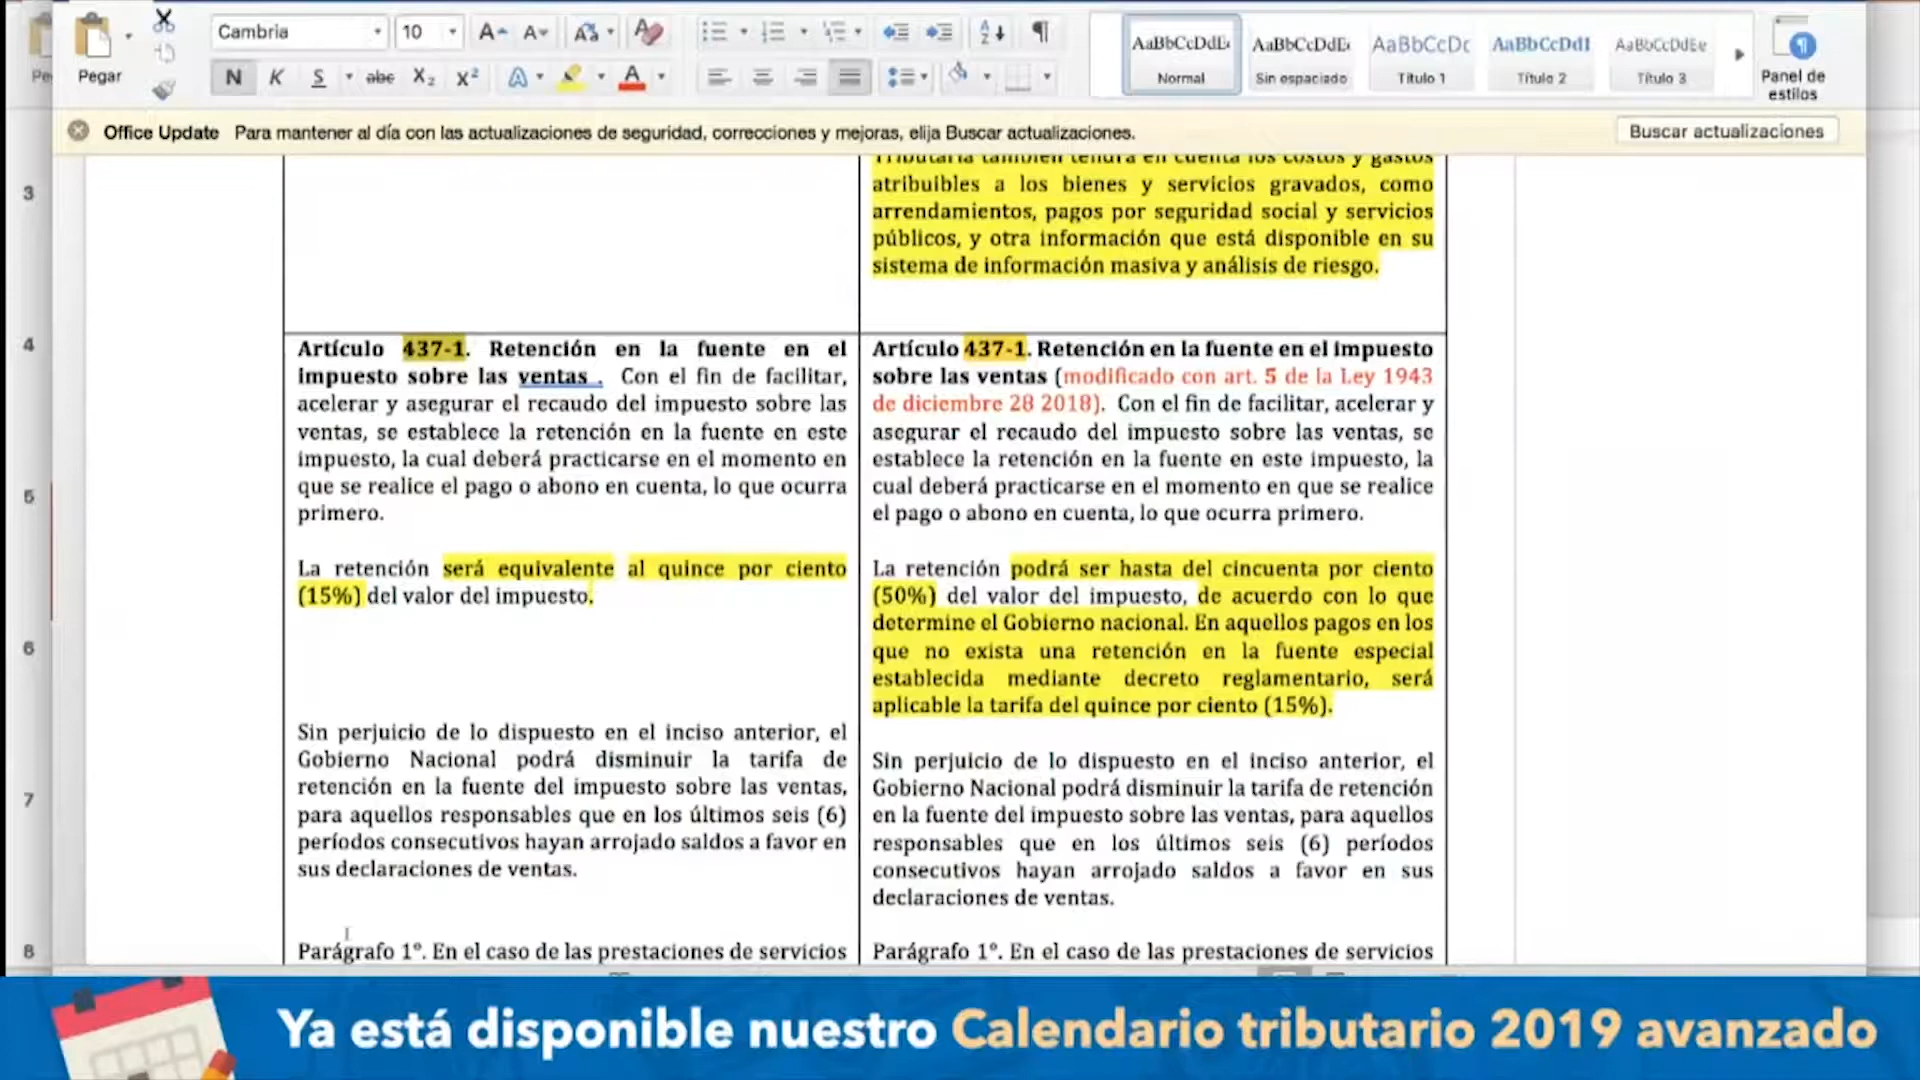 Cambria
10
Pe
Pegar
N K S abc X₂ X²
AaBbCcDdEe
Normal
AaBbCcDdEe
Sin espaciado
AaBbCcDc
Título 1
AaBbCcDdI
Título 2
AaBbCcDdEe
Título 3
Panel de
estilos
Office Update Para mantener al día con las actualizaciones de seguridad, correcciones y mejoras, elija Buscar actualizaciones.
Buscar actualizaciones
3
4
5
6
7
8
Tributaria también tendrá en cuenta los costos y gastos
atribuibles a los bienes y servicios gravados, como
arrendamientos, pagos por seguridad social y servicios
públicos, y otra información que está disponible en su
sistema de información masiva y análisis de riesgo.
Artículo 437-1. Retención en la fuente en el
impuesto sobre las ventas . Con el fin de facilitar,
acelerar y asegurar el recaudo del impuesto sobre las
ventas, se establece la retención en la fuente en este
impuesto, la cual deberá practicarse en el momento en
que se realice el pago o abono en cuenta, lo que ocurra
primero.
La retención será equivalente al quince por ciento
(15%) del valor del impuesto.
Sin perjuicio de lo dispuesto en el inciso anterior, el
Gobierno Nacional podrá disminuir la tarifa de
retención en la fuente del impuesto sobre las ventas,
para aquellos responsables que en los últimos seis (6)
períodos consecutivos hayan arrojado saldos a favor en
sus declaraciones de ventas.
Parágrafo 1°. En el caso de las prestaciones de servicios
Artículo 437-1. Retención en la fuente en el impuesto
sobre las ventas (modificado con art. 5 de la Ley 1943
de diciembre 28 2018). Con el fin de facilitar, acelerar y
asegurar el recaudo del impuesto sobre las ventas, se
establece la retención en la fuente en este impuesto, la
cual deberá practicarse en el momento en que se realice
el pago o abono en cuenta, lo que ocurra primero.
La retención podrá ser hasta del cincuenta por ciento
(50%) del valor del impuesto, de acuerdo con lo que
determine el Gobierno nacional. En aquellos pagos en los
que no exista una retención en la fuente especial
establecida mediante decreto reglamentario, será
aplicable la tarifa del quince por ciento (15%).
Sin perjuicio de lo dispuesto en el inciso anterior, el
Gobierno Nacional podrá disminuir la tarifa de retención
en la fuente del impuesto sobre las ventas, para aquellos
responsables que en los últimos seis (6) períodos
consecutivos hayan arrojado saldos a favor en sus
declaraciones de ventas.
Parágrafo 1°. En el caso de las prestaciones de servicios
Ya está disponible nuestro Calendario tributario 2019 avanzado